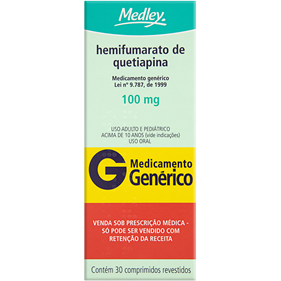 Medley.
hemifumarato de
quetiapina
Medicamento genérico
Lei nº 9.787, de 1999
100 mg
USO ADULTO E PEDIÁTRICO
ACIMA DE 10 ANOS (vide indicações)
USO ORAL
G Medicamento
Genérico
VENDA SOB PRESCRIÇÃO MÉDICA -
SÓ PODE SER VENDIDO COM
RETENÇÃO DA RECEITA
Contém 30 comprimidos revestidos